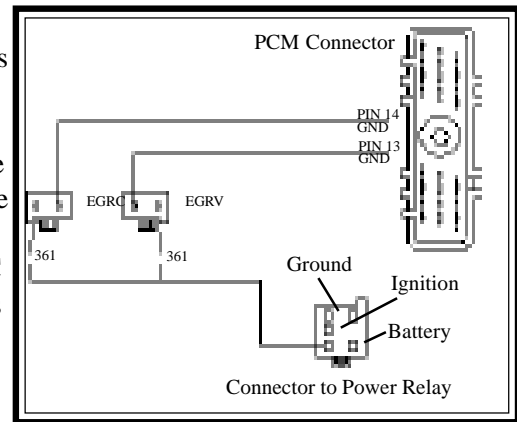 PCM Connector
PIN 14
GND
PIN 13
GND
EGRC
EGRV
361
361
Ground
Ignition
Battery
Connector to Power Relay